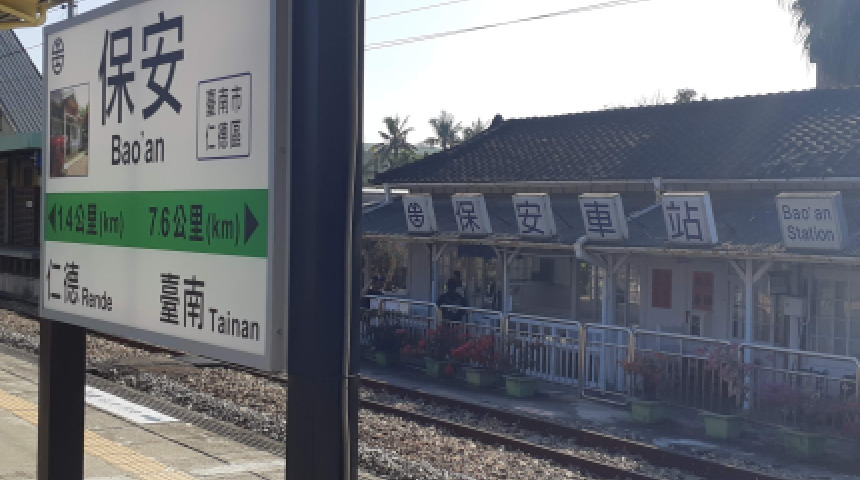 保安
Bao'an
臺南市
仁德區
1.4公里(km) 7.6公里(km)
仁德 Rende
臺南 Tainan
保安車站
Bao'an
Station